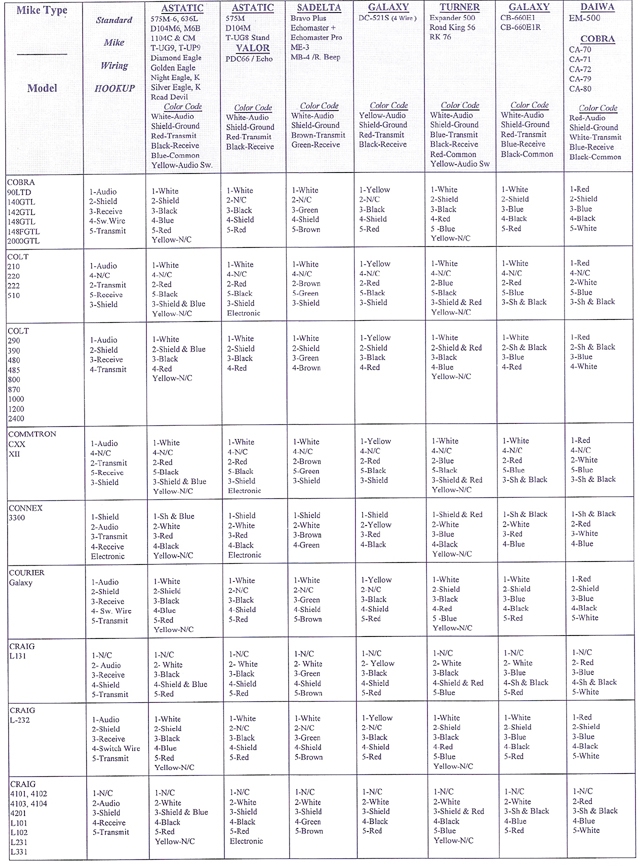 Mike Type
Model
Standard
Mike
Wiring
HOOKUP
ASTATIC
575M-6, 636L
D104M6, M6B
1104C & CM
T-UG9, T-UP9
Diamond Eagle
Golden Eagle
Night Eagle, K
Silver Eagle, K
Road Devil
Color Code
White-Audio
Shield-Ground
Red-Transmit
Black-Receive
Blue-Common
Yellow-Audio Sw.
ASTATIC
575M
D104M
T-UG8 Stand
VALOR
PDC66 / Echo
Color Code
White-Audio
Shield-Ground
Red-Transmit
Black-Receive
SADELTA
Bravo Plus
Echomaster +
Echomaster Pro
ME-3
MB-4 /R. Beep
Color Code
White-Audio
Shield-Ground
Brown-Transmit
Green-Receive
GALAXY
DC-521S (4 Wire)
Color Code
Yellow-Audio
Shield-Ground
Red-Transmit
Black-Receive
TURNER
Expander 500
Road King 56
RK 76
Color Code
White-Audio
Shield-Ground
Blue-Transmit
Black-Receive
Red-Common
Yellow-Audio Sw
GALAXY
CB-660E1
CB-660E1R
Color Code
White-Audio
Shield-Ground
Red-Transmit
Blue-Receive
Black-Common
DAIWA
EM-500
COBRA
CA-70
CA-71
CA-72
CA-79
CA-80
Color Code
Red-Audio
Shield-Ground
White-Transmit
Blue-Receive
Black-Common
COBRA
90LTD 1-Audio 1-White 1-White 1-White 1-Yellow 1-White 1-White 1-Red
140GTL 2-Shield 2-Shield 2-N/C 2-N/C 2-N/C 2-Shield 2-Shield 2-Shield
142GTL 3-Receive 3-Black 3-Black 3-Green 3-Black 3-Black 3-Blue 3-Blue
148GTL 4-Sw.Wire 4-Blue 4-Shield 4-Shield 4-Shield 4-Red 4-Black 4-Black
148FGTL 5-Transmit 5-Red 5-Red 5-Brown 5-Red 5 -Blue 5-Red 5-White
2000GTL Yellow-N/C Yellow-N/C
COLT
210 1-Audio 1-White 1-White 1-White 1-Yellow 1-White 1-White 1-Red
220 4-N/C 4-N/C 4-N/C 4-N/C 4-N/C 4-N/C 4-N/C 4-N/C
222 2-Transmit 2-Red 2-Red 2-Brown 2-Red 2-Blue 2-Red 2-White
510 5-Receive 5-Black 5-Black 5-Green 5-Black 5-Black 5-Blue 5-Blue
3-Shield 3-Shield & Blue 3-Shield 3-Shield 3-Shield 3-Shield & Red 3-Sh & Black 3-Sh & Black
Yellow-N/C Electronic Yellow-N/C
COLT
290 1-Audio 1-White 1-White 1-White 1-Yellow 1-White 1-White 1-Red
390 2-Shield 2-Shield & Blue 2-Shield 2-Shield 2-Shield 2-Shield & Red 2-Sh & Black 2-Sh & Black
480 3-Receive 3-Black 3-Black 3-Green 3-Black 3-Black 3-Blue 3-Blue
485 4-Transmit 4-Red 4-Red 4-Brown 4-Red 4-Blue 4-Red 4-White
800 Yellow-N/C Yellow-N/C
870
1000
1200
2400
COMMTRON
CXX 1-Audio 1-White 1-White 1-White 1-Yellow 1-White 1-White 1-Red
XII 4-N/C 4-N/C 4-N/C 4-N/C 4-N/C 4-N/C 4-N/C 4-N/C
2-Transmit 2-Red 2-Red 2-Brown 2-Red 2-Blue 2-Red 2-White
5-Receive 5-Black 5-Black 5-Green 5-Black 5-Black 5-Blue 5-Blue
3-Shield 3-Shield & Blue 3-Shield 3-Shield 3-Shield 3-Shield & Red 3-Sh & Black 3-Sh & Black
Yellow-N/C Electronic Yellow-N/C
CONNEX
3300 1-Shield 1-Sh & Blue 1-Shield 1-Shield 1-Shield 1-Shield & Red 1-Sh & Black 1-Sh & Black
2-Audio 2-White 2-White 2-White 2-Yellow 2-White 2-White 2-Red
3-Transmit 3-Red 3-Red 3-Brown 3-Red 3-Blue 3-Red 3-White
4-Receive 4-Black 4-Black 4-Green 4-Black 4-Black 4-Blue 4-Blue
Electronic Yellow-N/C Electronic Yellow-N/C
COURIER
Galaxy 1-Audio 1-White 1-White 1-White 1-Yellow 1-White 1-White 1-Red
2-Shield 2-Shield 2-N/C 2-N/C 2-N/C 2-Shield 2-Shield 2-Shield
3-Receive 3-Black 3-Black 3-Green 3-Black 3-Black 3-Blue 3-Blue
4- Sw. Wire 4-Blue 4-Shield 4-Shield 4-Shield 4-Red 4-Black 4-Black
5-Transmit 5-Red 5-Red 5-Brown 5-Red 5 -Blue 5-Red 5-White
Yellow-N/C Yellow-N/C
CRAIG
L131 1-N/C 1-N/C 1-N/C 1-N/C 1-N/C 1-N/C 1-N/C 1-N/C
2- Audio 2- White 2- White 2- White 2- Yellow 2- White 2- White 2- Red
3-Receive 3-Black 3-Black 3-Green 3-Black 3-Black 3-Blue 3-Blue
4-Shield 4-Shield & Blue 4-Shield 4-Shield 4-Shield 4-Shield & Red 4-Sh & Black 4-Sh & Black
5-Transmit 5-Red 5-Red 5-Brown 5-Red 5-Blue 5-Red 5-White
CRAIG
L-232 1-Audio 1-White 1-White 1-White 1-Yellow 1-White 1-White 1-Red
2-Shield 2-Shield 2-N/C 2-N/C 2-N/C 2-Shield 2-Shield 2-Shield
3-Receive 3-Black 3-Black 3-Green 3-Black 3-Black 3-Blue 3-Blue
4-Switch Wire 4-Blue 4-Shield 4-Shield 4-Shield 4-Red 4-Black 4-Black
5-Transmit 5-Red 5-Red 5-Brown 5-Red 5-Blue 5-Red 5-White
Yellow-N/C Yellow-N/C
CRAIG
4101, 4102 1-N/C 1-N/C 1-N/C 1-N/C 1-N/C 1-N/C 1-N/C 1-N/C
4103, 4104 2-Audio 2-White 2-White 2-White 2-White 2-White 2-White 2-Red
4201 3-Shield 3-Shield & Blue 3-Shield 3-Shield 3-Shield 3-Shield & Red 3-Sh & Black 3-Sh & Black
L101 4-Receive 4-Black 4-Black 4-Green 4-Black 4-Black 4-Blue 4-Blue
L102 5-Transmit 5-Red 5-Red 5-Brown 5-Red 5-Blue 5-Red 5-White
L231 Yellow-N/C Electronic Yellow-N/C
L331